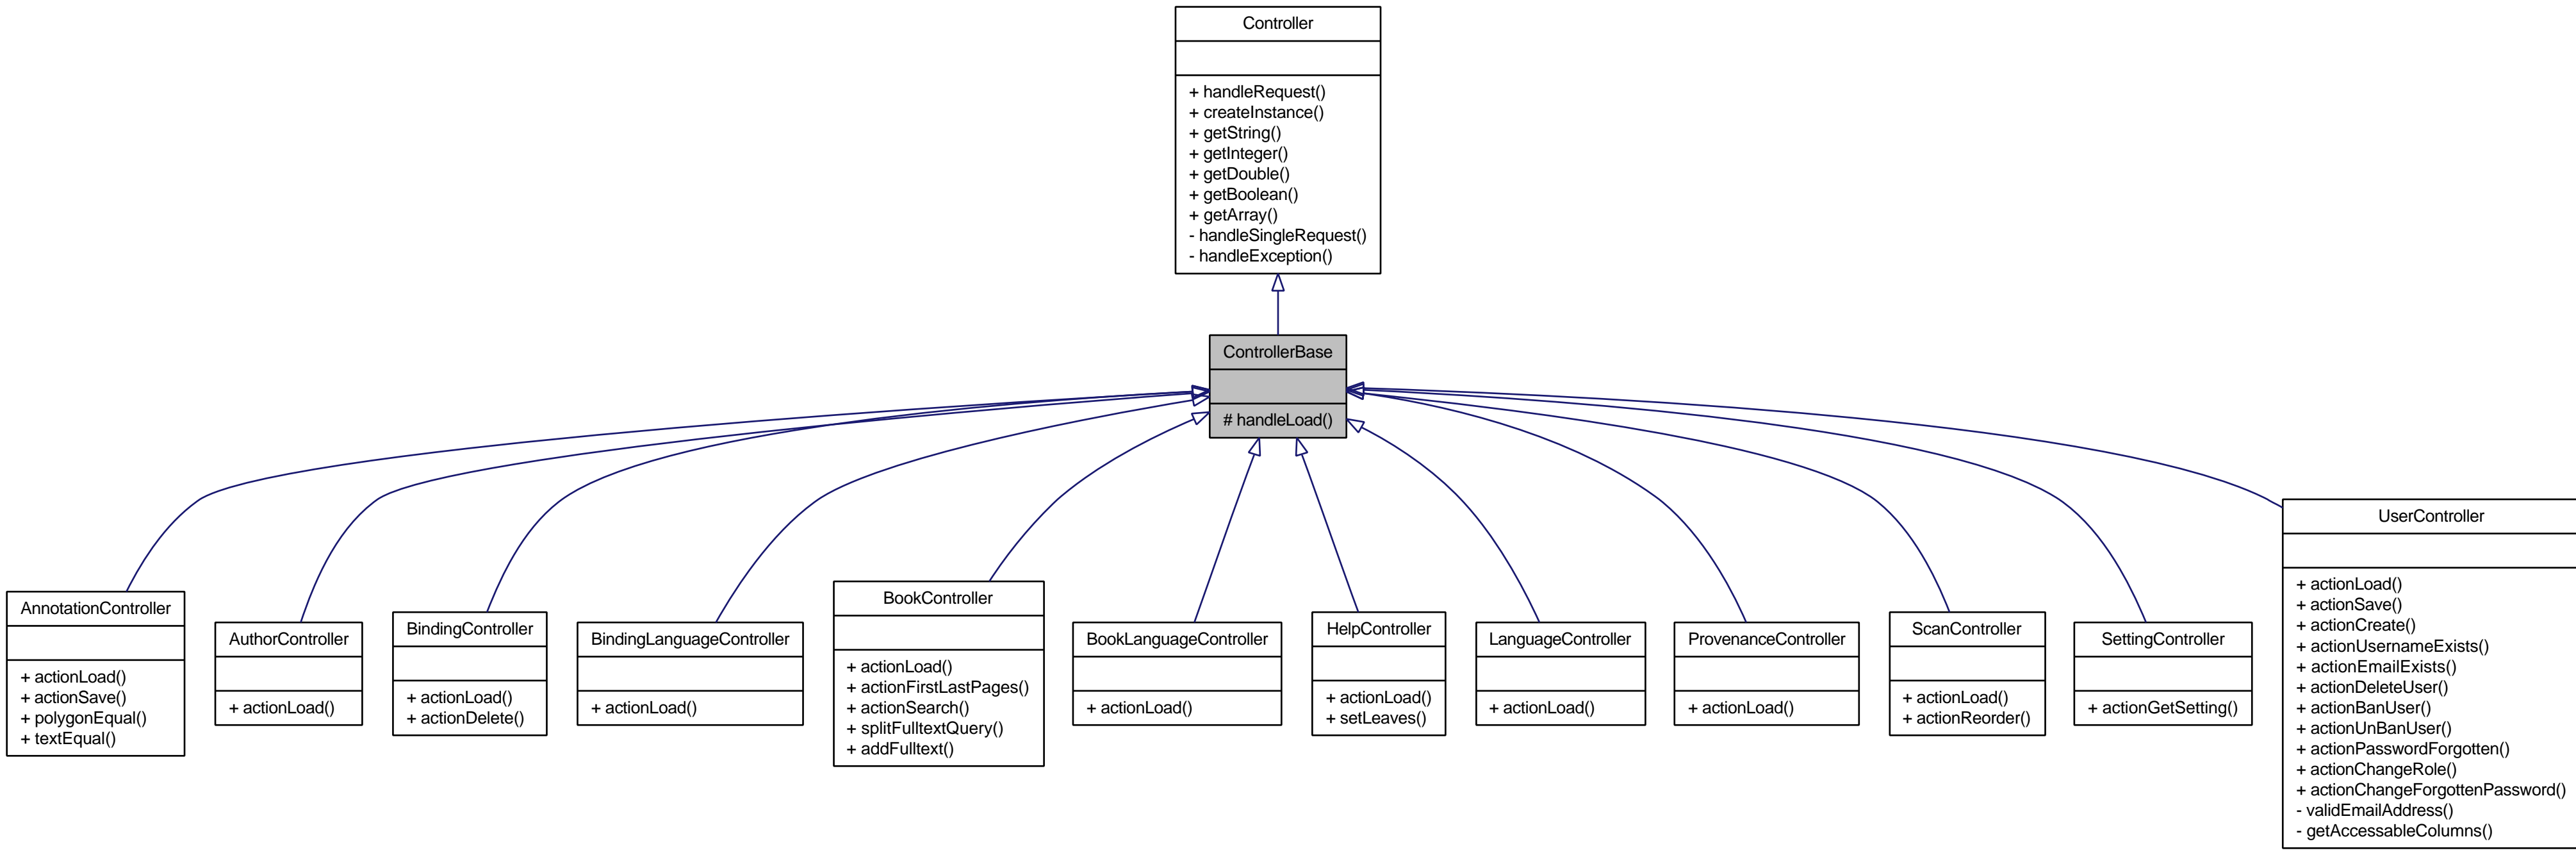 Controller
+ handleRequest()
+ createInstance()
+ getString()
+ getInteger()
+ getDouble()
+ getBoolean()
+ getArray()
- handleSingleRequest()
- handleException()
ControllerBase
# handleLoad()
AnnotationController
+ actionLoad()
+ actionSave()
+ polygonEqual()
+ textEqual()
AuthorController
+ actionLoad()
BindingController
+ actionLoad()
+ actionDelete()
BindingLanguageController
+ actionLoad()
BookController
+ actionLoad()
+ actionFirstLastPages()
+ actionSearch()
+ splitFulltextQuery()
+ addFulltext()
BookLanguageController
+ actionLoad()
HelpController
+ actionLoad()
+ setLeaves()
LanguageController
+ actionLoad()
ProvenanceController
+ actionLoad()
ScanController
+ actionLoad()
+ actionReorder()
SettingController
+ actionGetSetting()
UserController
+ actionLoad()
+ actionSave()
+ actionCreate()
+ actionUsernameExists()
+ actionEmailExists()
+ actionDeleteUser()
+ actionBanUser()
+ actionUnBanUser()
+ actionPasswordForgotten()
+ actionChangeRole()
+ actionChangeForgottenPassword()
- validEmailAddress()
- getAccessableColumns()